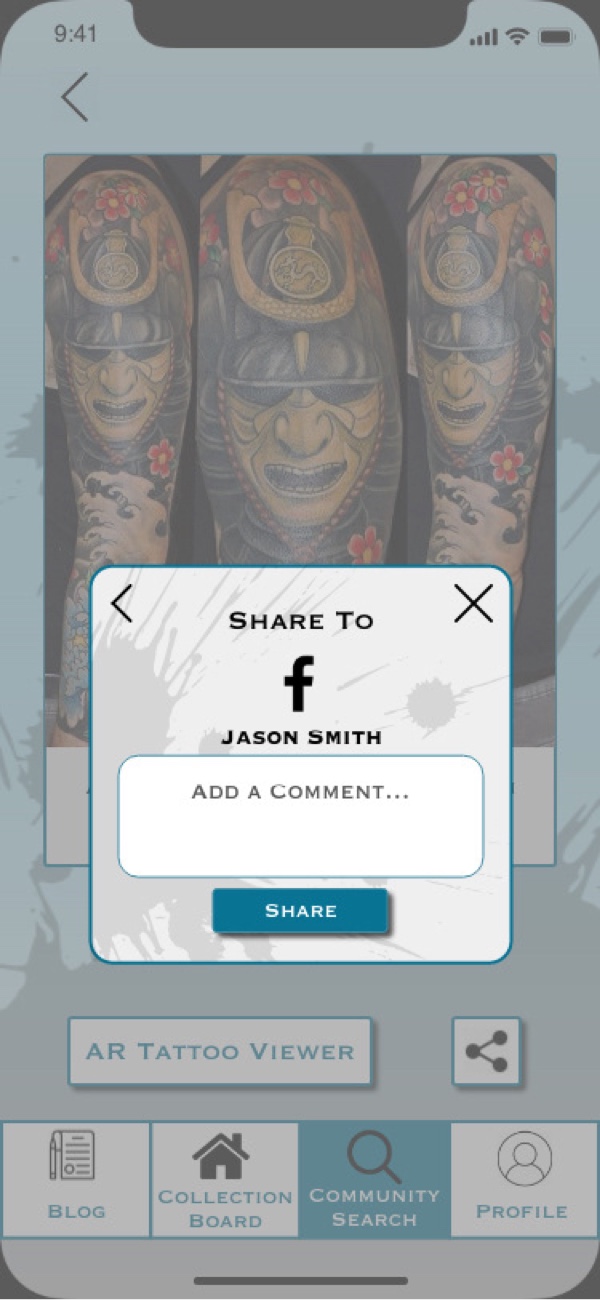 9:41
Share To
Jason Smith
Add a Comment...
Share
AR Tattoo Viewer
Blog
Collection
Board
Community
Search
Profile